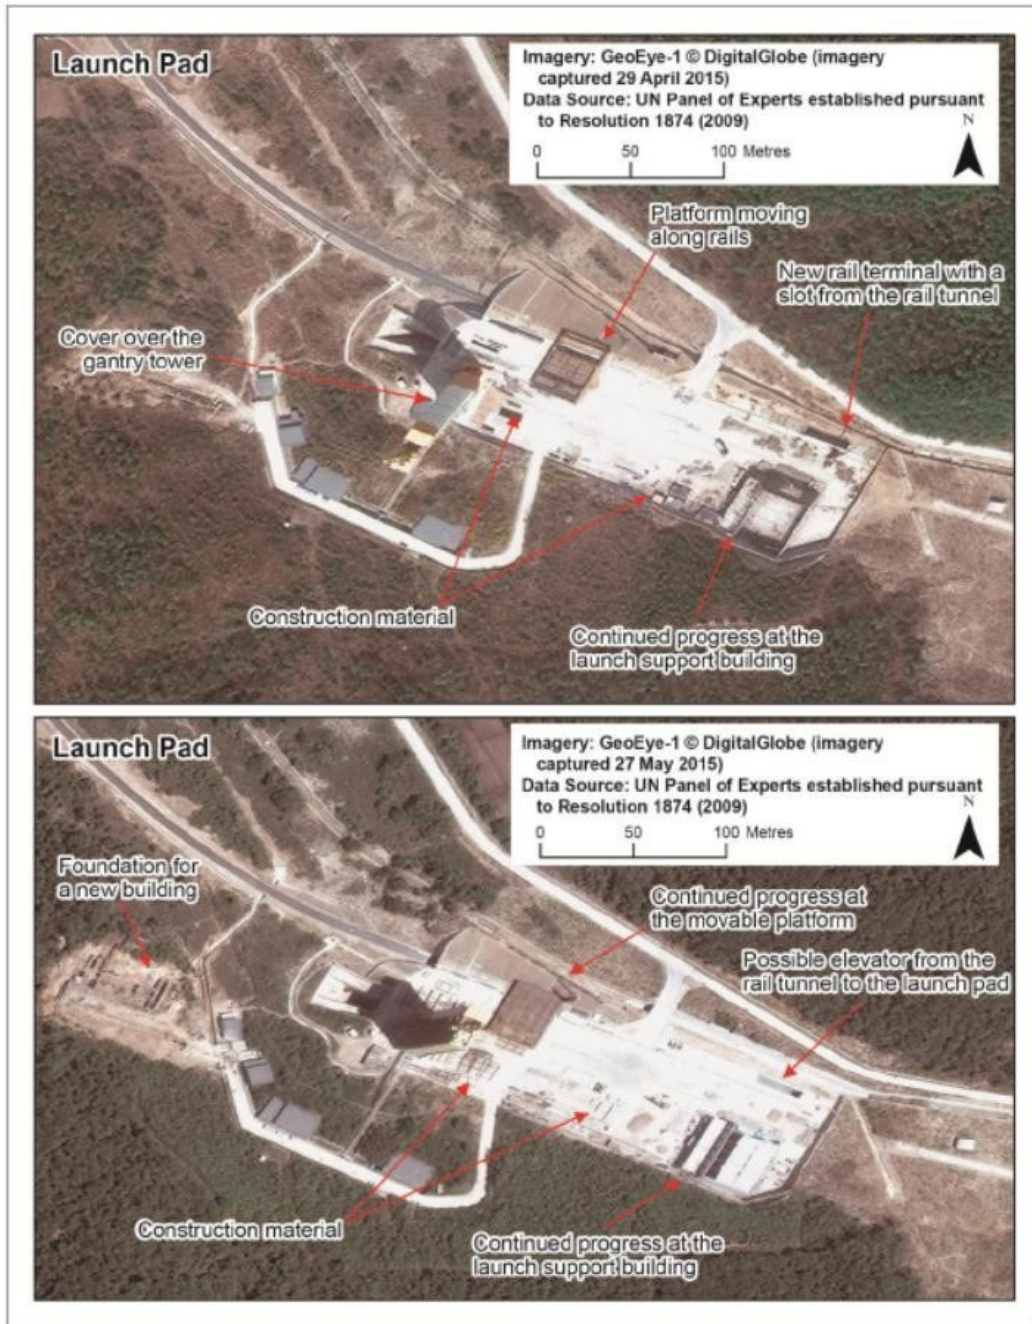 Launch Pad
Imagery: GeoEye-1 © DigitalGlobe (imagery
captured 29 April 2015)
Data Source: UN Panel of Experts established pursuant
to Resolution 1874 (2009)
N
0 50 100 Metres
Platform moving
along rails
New rail terminal with a
slot from the rail tunnel
Cover over the
gantry tower
Construction material
Continued progress at the
launch support building
Launch Pad
Imagery: GeoEye-1 © DigitalGlobe (imagery
captured 27 May 2015)
Data Source: UN Panel of Experts established pursuant
to Resolution 1874 (2009)
N
0 50 100 Metres
Foundation for
a new building
Continued progress at
the movable platform
Possible elevator from the
rail tunnel to the launch pad
Construction material
Continued progress at the
launch support building